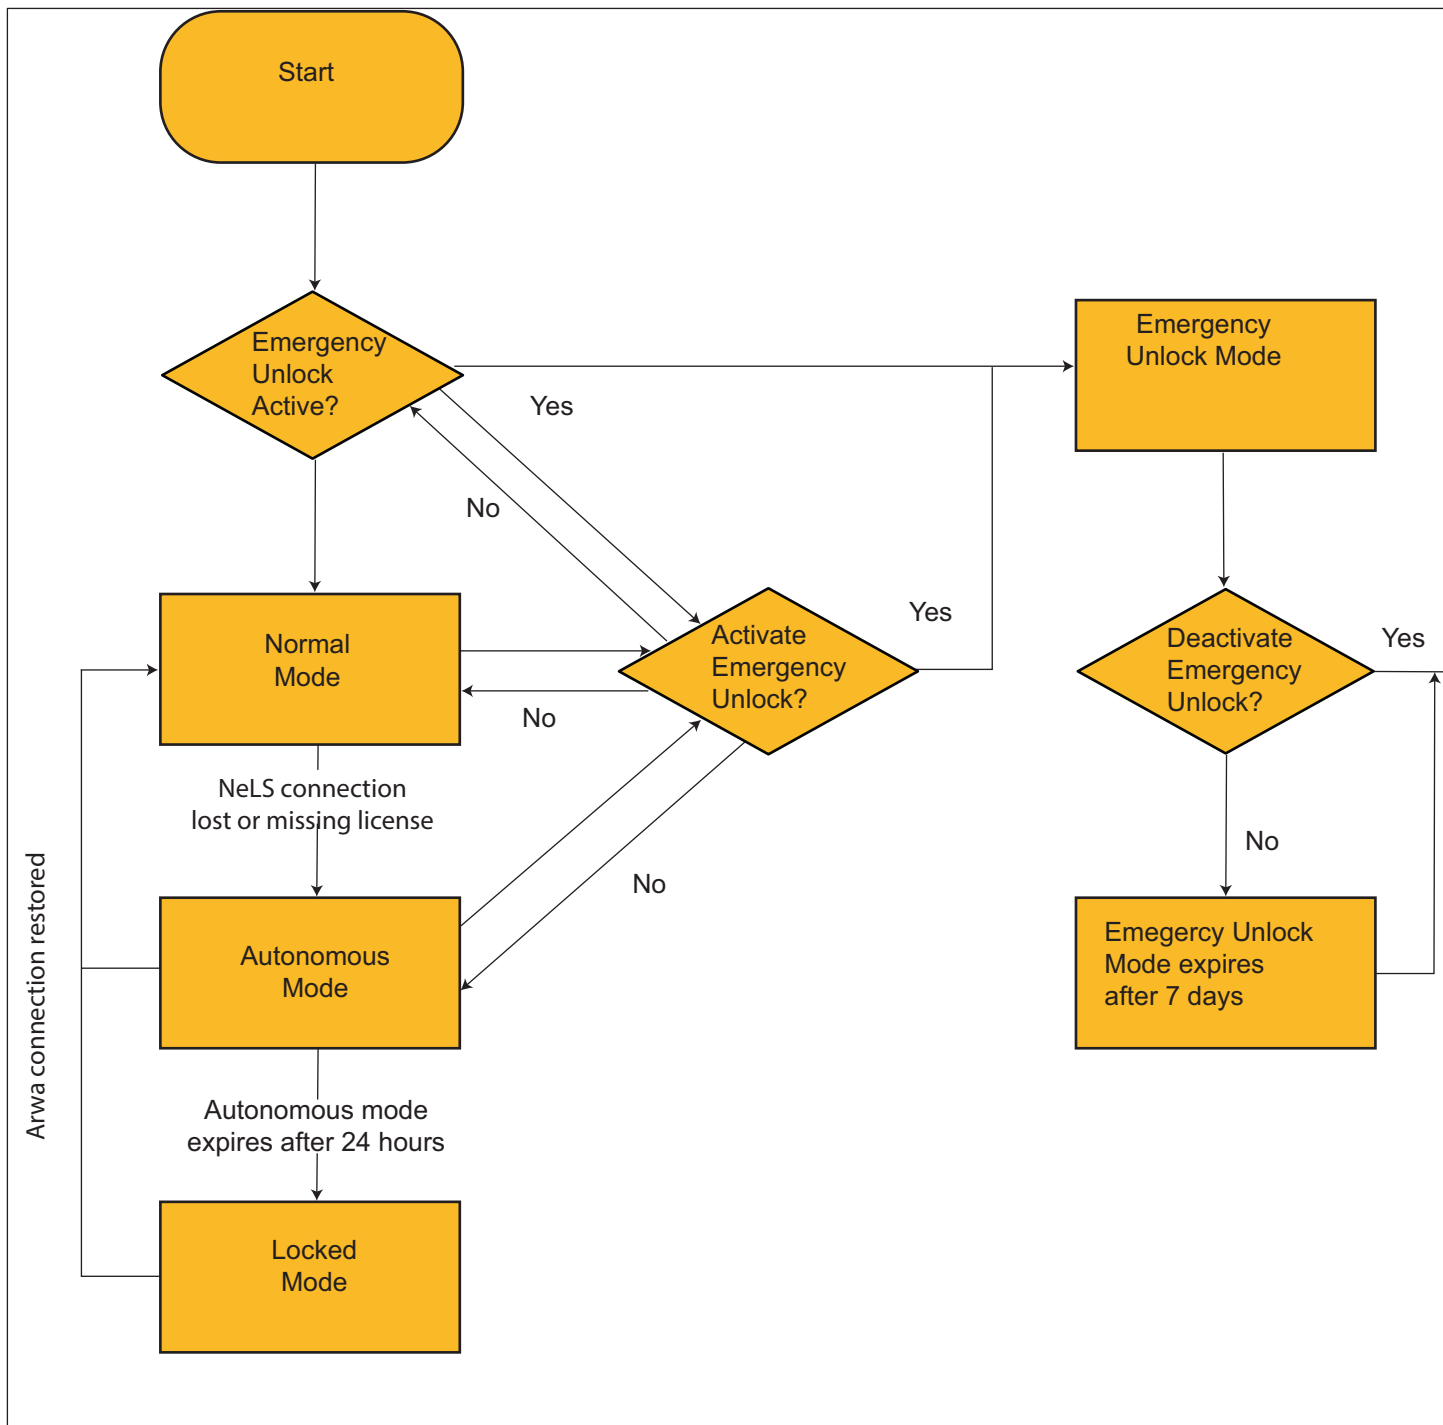 Start
Emergency
Unlock
Active?
Yes
No
Emergency
Unlock Mode
Normal
Mode
No
Activate
Emergency
Unlock?
Yes
Deactivate
Emergency
Unlock?
Yes
No
NeLS connection
lost or missing license
No
Autonomous
Mode
Emegercy Unlock
Mode expires
after 7 days
Arwa connection restored
Autonomous mode
expires after 24 hours
Locked
Mode